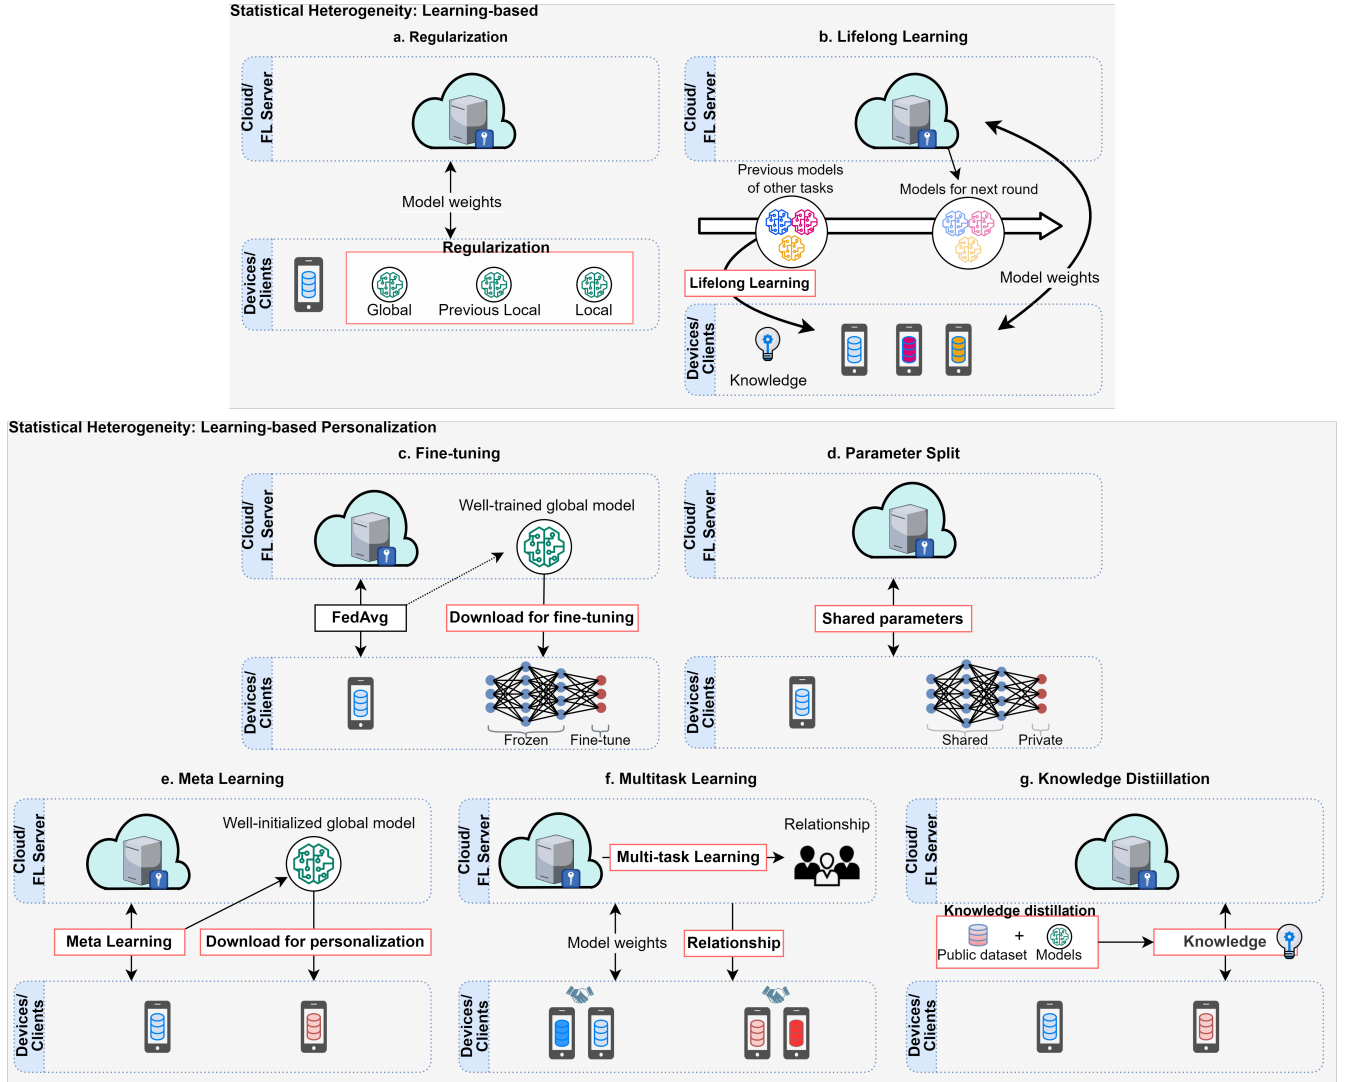 Statistical Heterogeneity: Learning-based
a. Regularization
Cloud/
FL Server
Model weights
Devices/
Clients
Regularization
Global
Previous Local
Local
b. Lifelong Learning
Cloud/
FL Server
Previous models
of other tasks
Models for next round
Lifelong Learning
Model weights
Devices/
Clients
Knowledge
Statistical Heterogeneity: Learning-based Personalization
c. Fine-tuning
Cloud/
FL Server
Well-trained global model
FedAvg
Download for fine-tuning
Devices/
Clients
Frozen
Fine-tune
d. Parameter Split
Cloud/
FL Server
Shared parameters
Devices/
Clients
Shared
Private
e. Meta Learning
Cloud/
FL Server
Well-initialized global model
Meta Learning
Download for personalization
Devices/
Clients
f. Multitask Learning
Cloud/
FL Server
Multi-task Learning
Relationship
Model weights
Relationship
Devices/
Clients
g. Knowledge Distiillation
Cloud/
FL Server
Knowledge distillation
+
Public dataset
Models
Knowledge
Devices/
Clients